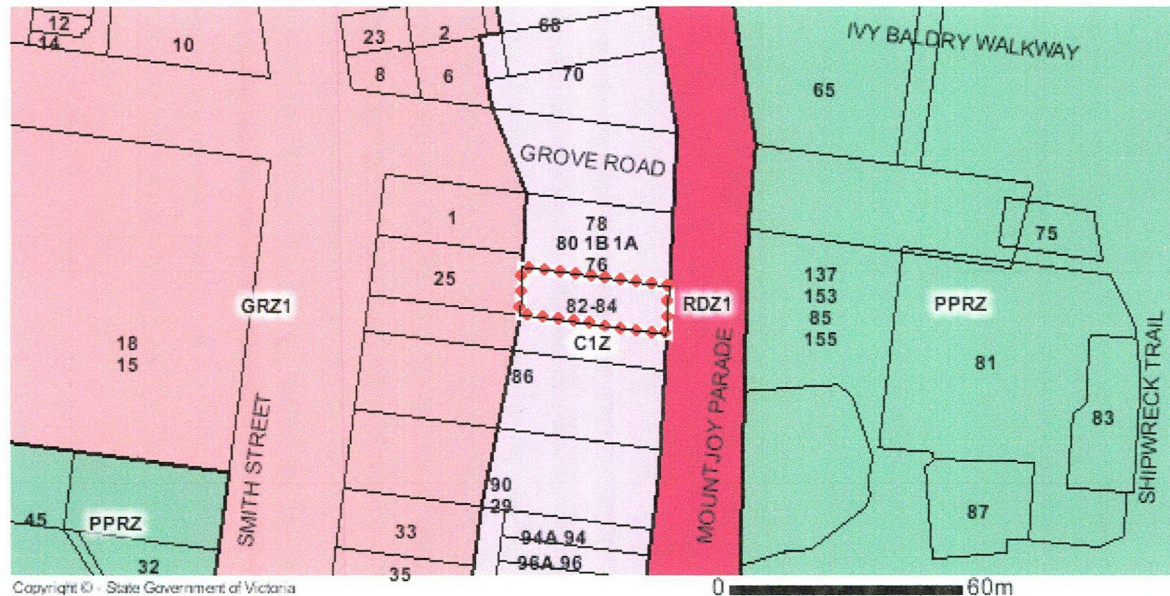 12
14
10
23
2
8
6
68
70
IVY BALDRY WALKWAY
65
GROVE ROAD
1
78
80 1B 1A
76
75
25
82-84
GRZ1
RDZ1
137
153
85
155
PPRZ
C1Z
18
15
86
81
83
SMITH STREET
MOUNTJOY PARADE
SHIPWRECK TRAIL
90
29
45
PPRZ
32
33
35
94A 94
96A 96
87
Copyright © - State Government of Victoria
0 60m